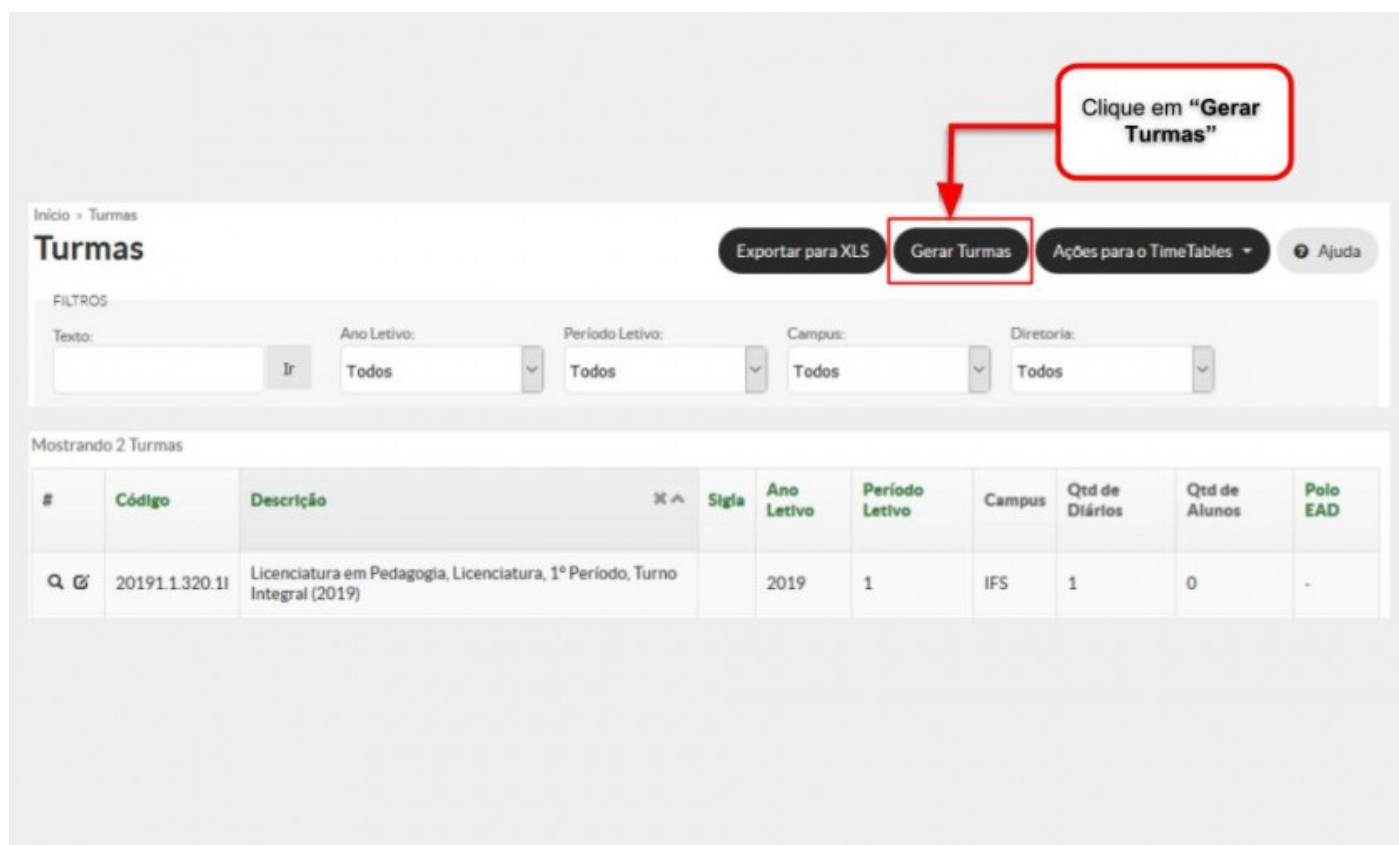 Clique em “Gerar
Turmas”
Início » Turmas
Turmas
Exportar para XLS
Gerar Turmas
Ações para o TimeTables
Ajuda
FILTROS
Texto:
Ano Letivo:
Período Letivo:
Campus:
Diretoria:
Ir
Todos
Todos
Todos
Todos
Mostrando 2 Turmas
#
Código
Descrição
Sigla
Ano
Letivo
Período
Letivo
Campus
Qtd de
Diários
Qtd de
Alunos
Polo
EAD
20191.1.320.1I
Licenciatura em Pedagogia, Licenciatura, 1º Período, Turno
Integral (2019)
2019
1
IFS
1
0
-